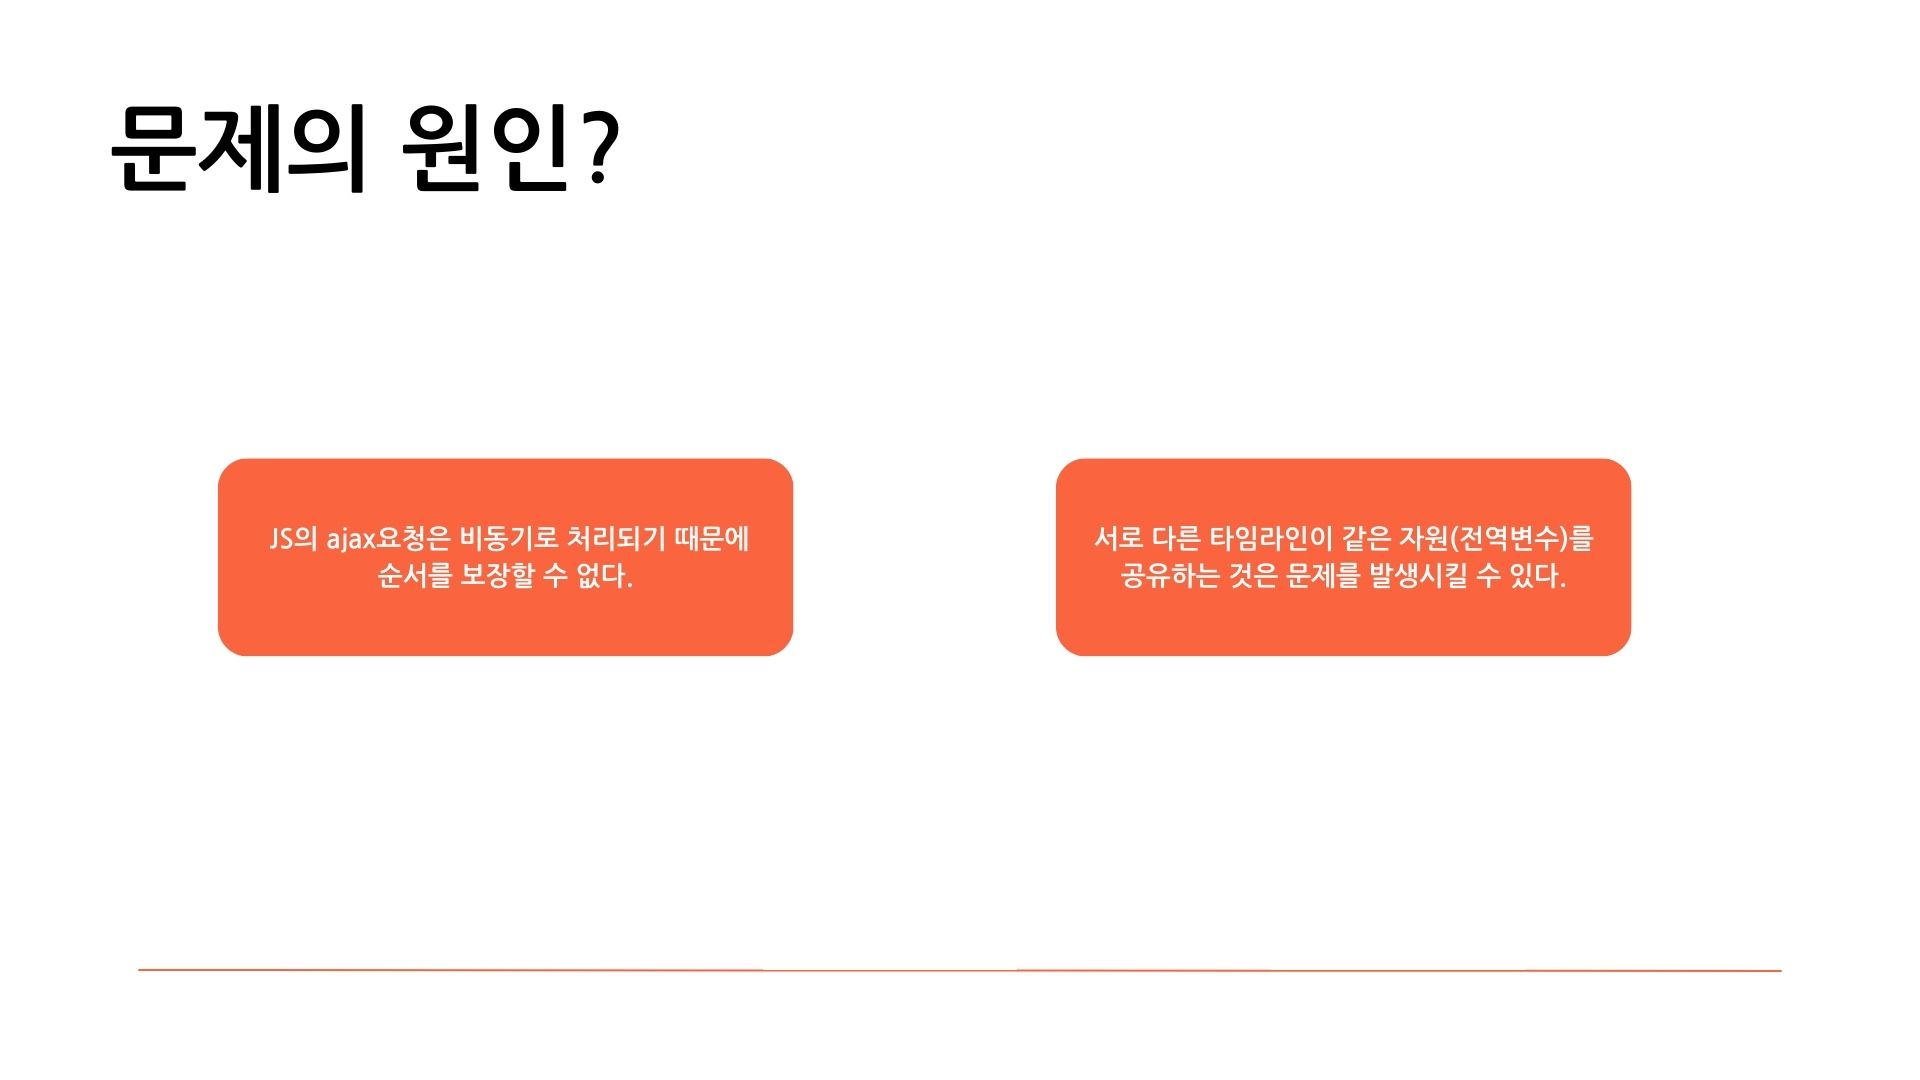 문제의 원인?
JS의 ajax요청은 비동기로 처리되기 때문에
순서를 보장할 수 없다.
서로 다른 타임라인이 같은 자원(전역변수)를
공유하는 것은 문제를 발생시킬 수 있다.